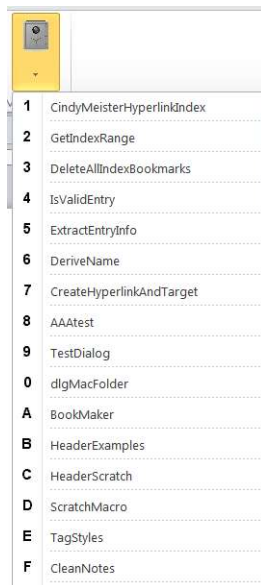 1 CindyMeisterHyperlinkIndex
2 GetIndexRange
3 DeleteAllIndexBookmarks
4 IsValidEntry
5 ExtractEntryInfo
6 DeriveName
7 CreateHyperlinkAndTarget
8 AAAtest
9 TestDialog
0 dlgMacFolder
A BookMaker
B HeaderExamples
C HeaderScratch
D ScratchMacro
E TagStyles
F CleanNotes